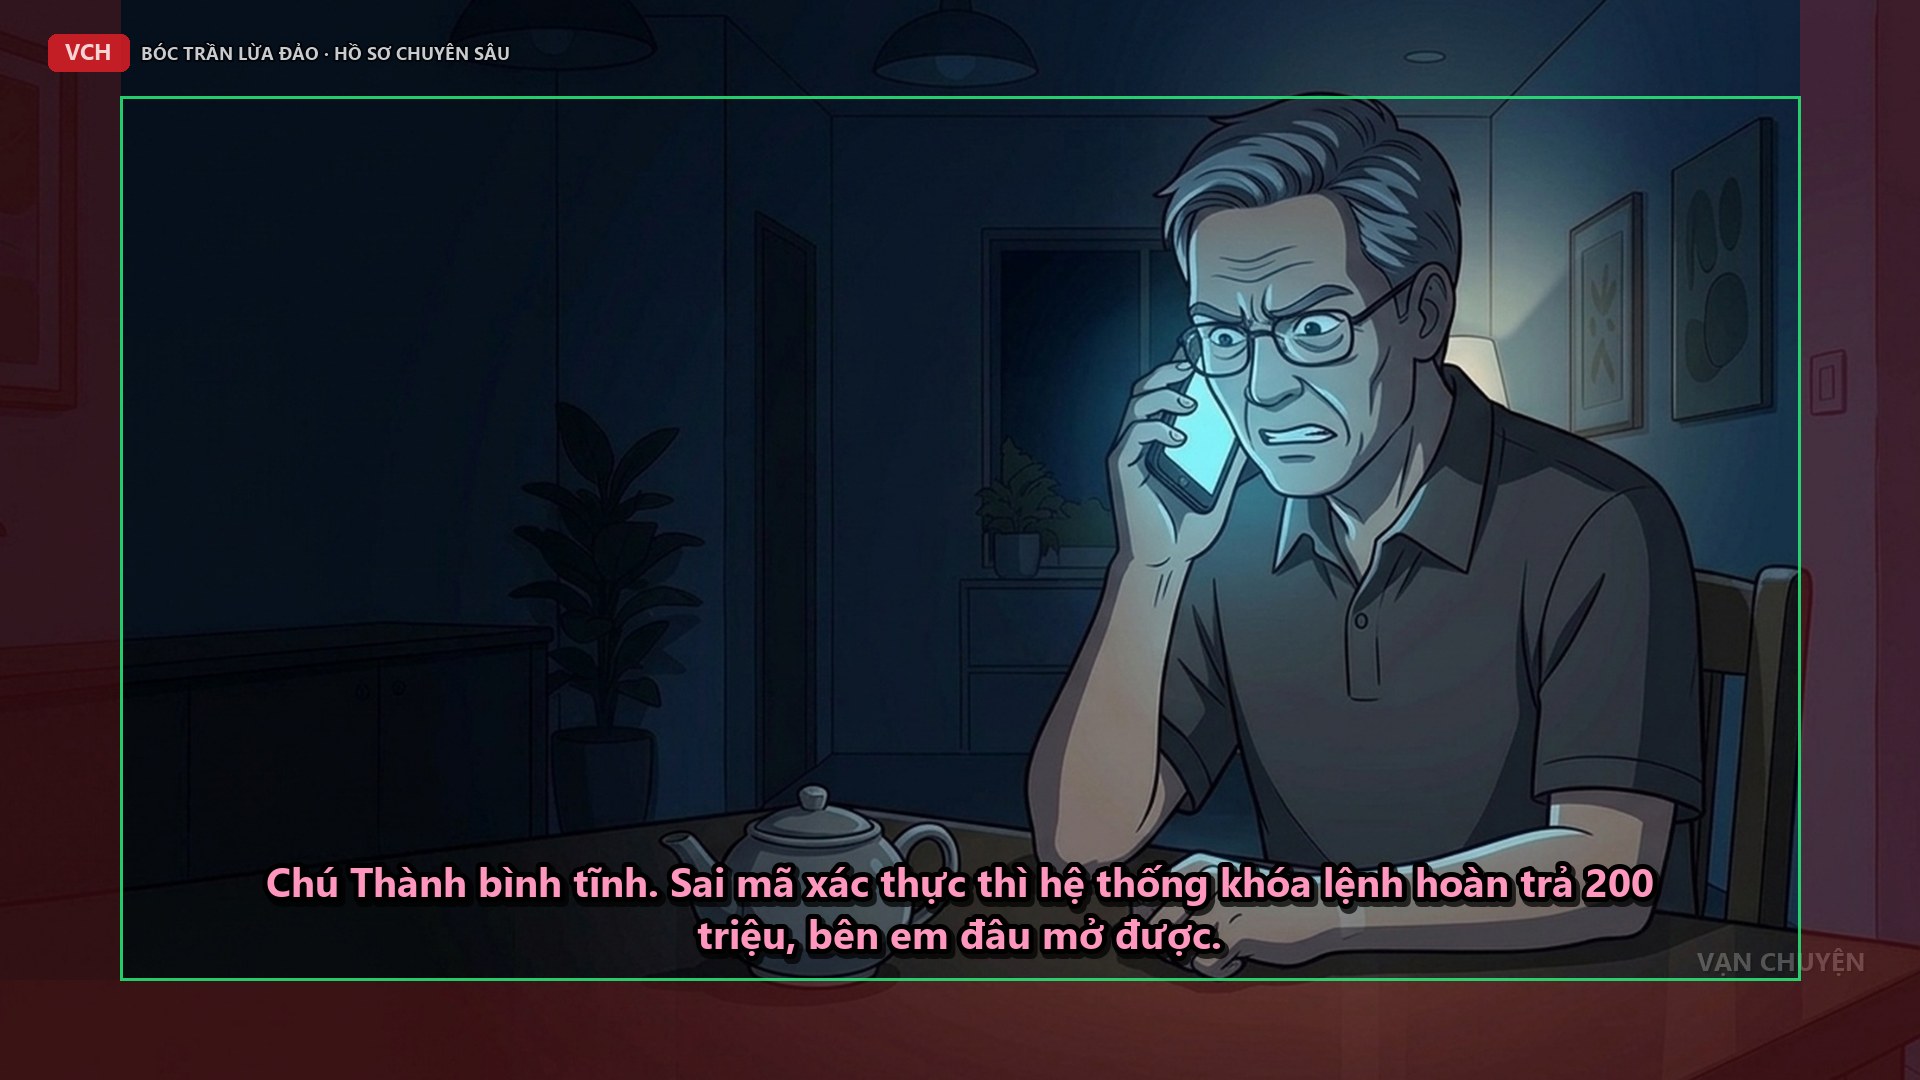 VCH BÓC TRẦN LỪA ĐẢO · HỒ SƠ CHUYÊN SÂU
Chú Thành bình tĩnh. Sai mã xác thực thì hệ thống khóa lệnh hoàn trả 200
triệu, bên em đâu mở được.
VẠN CHUYỆN